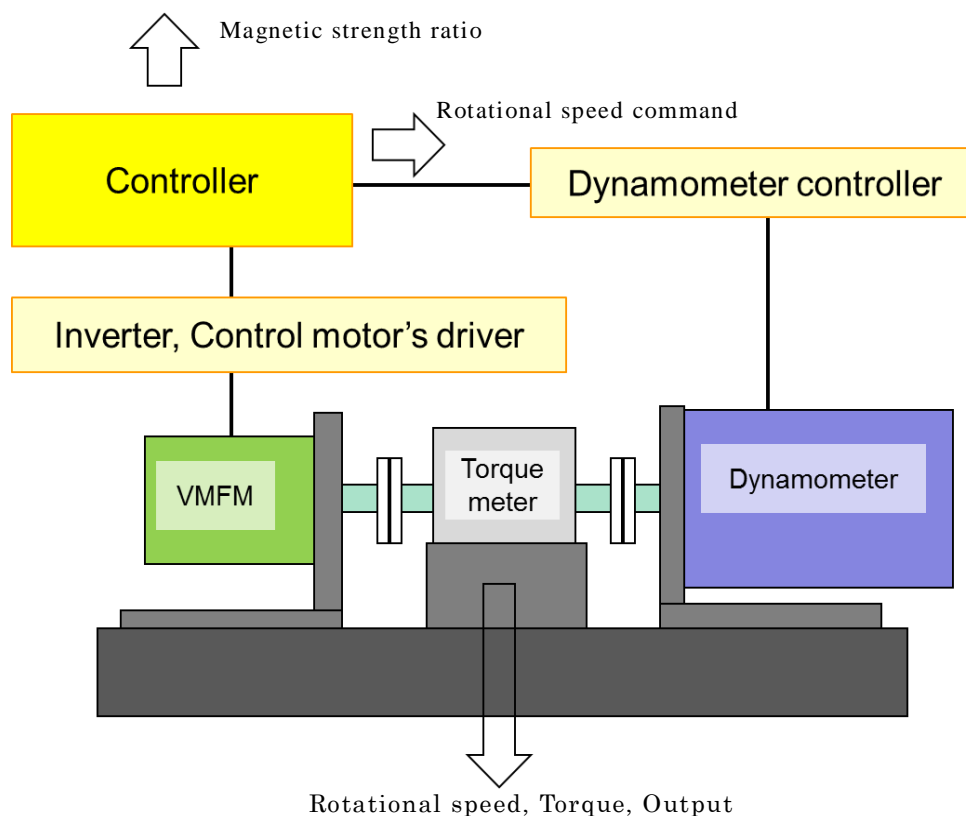 Magnetic strength ratio
Rotational speed command
Controller
Dynamometer controller
Inverter, Control motor’s driver
VMFM
Torque
meter
Dynamometer
Rotational speed, Torque, Output